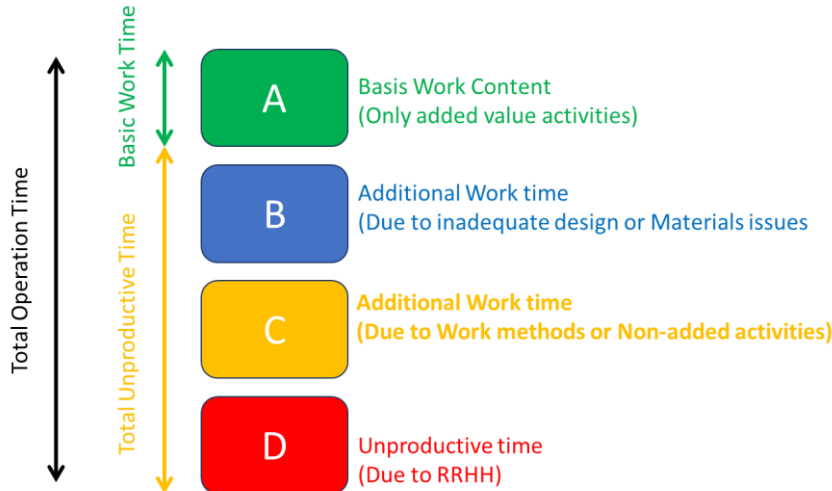 Total Operation Time
Basic Work Time
Total Unproductive Time
A
Basis Work Content
(Only added value activities)
B
Additional Work time
(Due to inadequate design or Materials issues
C
Additional Work time
(Due to Work methods or Non-added activities)
D
Unproductive time
(Due to RRHH)